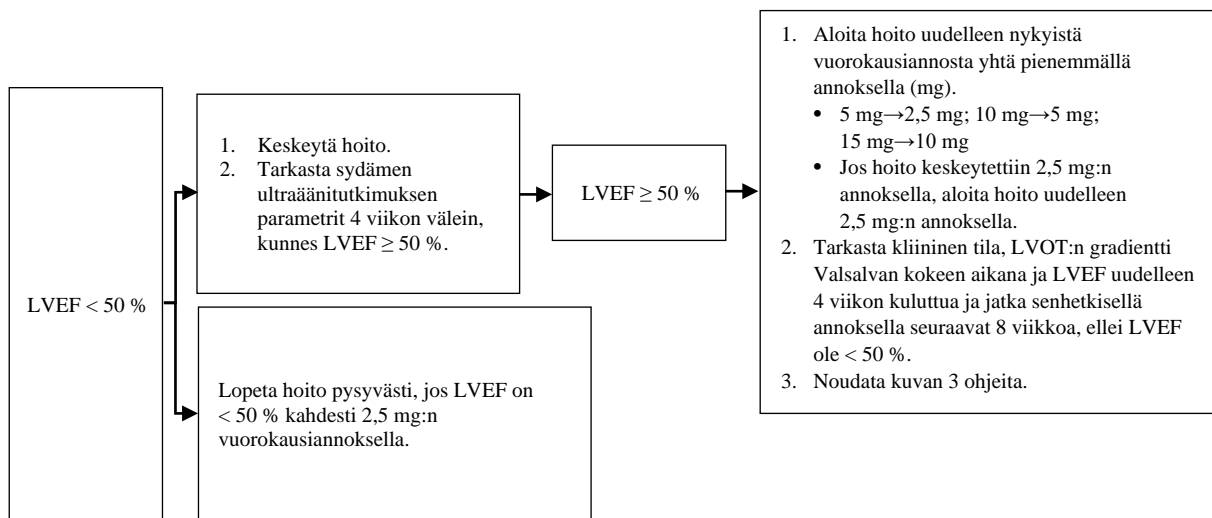 LVEF < 50 %
1. Keskeytä hoito.
2. Tarkasta sydämen
ultraäänitutkimuksen
parametrit 4 viikon välein,
kunnes LVEF ≥ 50 %.
Lopeta hoito pysyvästi, jos LVEF on
< 50 % kahdesti 2,5 mg:n
vuorokausiannoksella.
LVEF ≥ 50 %
1. Aloita hoito uudelleen nykyistä
vuorokausiannosta yhtä pienemmällä
annoksella (mg).
• 5 mg→2,5 mg; 10 mg→5 mg;
15 mg→10 mg
• Jos hoito keskeytettiin 2,5 mg:n
annoksella, aloita hoito uudelleen
2,5 mg:n annoksella.
2. Tarkasta kliininen tila, LVOT:n gradientti
Valsalvan kokeen aikana ja LVEF uudelleen
4 viikon kuluttua ja jatka senhetkisellä
annoksella seuraavat 8 viikkoa, ellei LVEF
ole < 50 %.
3. Noudata kuvan 3 ohjeita.